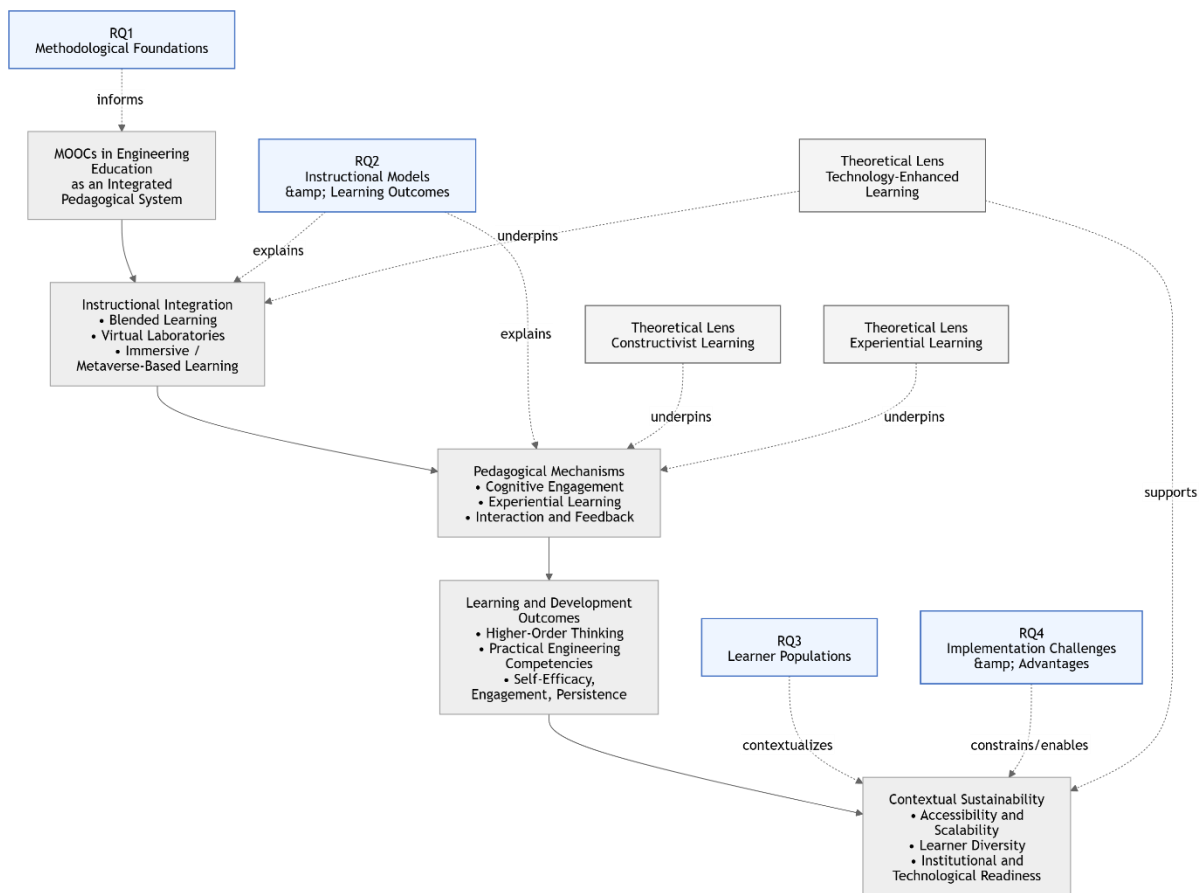 RQ1
Methodological Foundations
informs
MOOCs in Engineering
Education
as an Integrated
Pedagogical System
RQ2
Instructional Models
&amp; Learning Outcomes
Theoretical Lens
Technology-Enhanced
Learning
underpins
explains
Instructional Integration
• Blended Learning
• Virtual Laboratories
• Immersive /
Metaverse-Based Learning
explains
Theoretical Lens
Constructivist Learning
Theoretical Lens
Experiential Learning
underpins
underpins
Pedagogical Mechanisms
• Cognitive Engagement
• Experiential Learning
• Interaction and Feedback
supports
Learning and Development
Outcomes
• Higher-Order Thinking
• Practical Engineering
Competencies
• Self-Efficacy,
Engagement, Persistence
RQ3
Learner Populations
RQ4
Implementation Challenges
&amp; Advantages
contextualizes
constrains/enables
Contextual Sustainability
• Accessibility and
Scalability
• Learner Diversity
• Institutional and
Technological Readiness